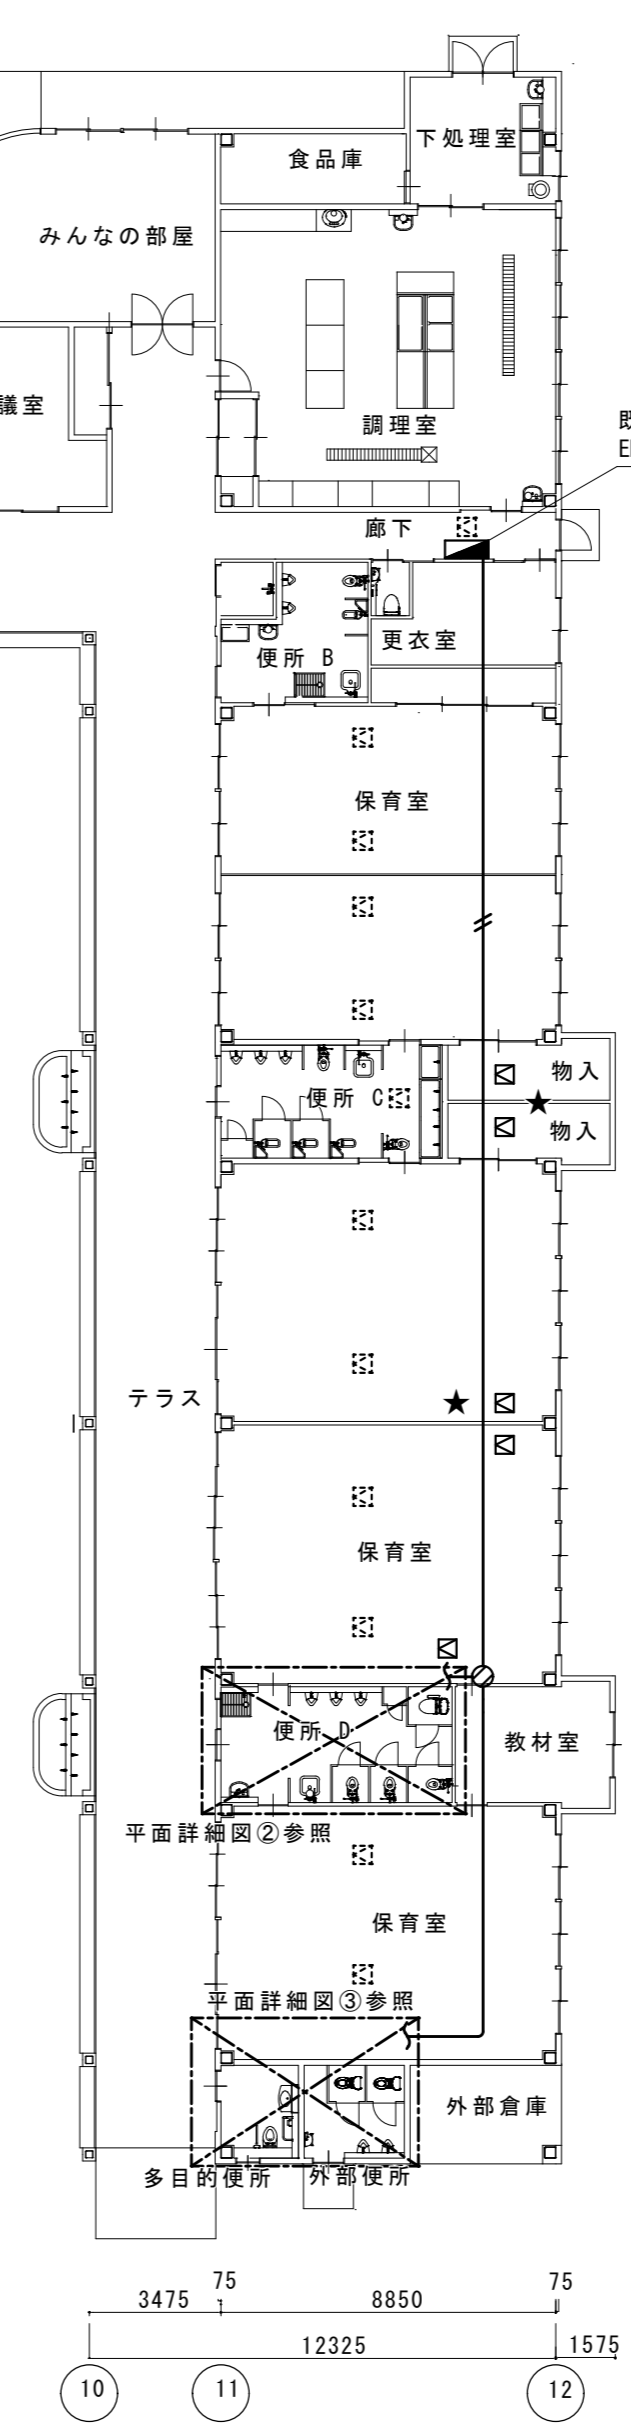 食品庫
下処理室
みんなの部屋
議室
調理室
既
廊下
更衣室
便所 B
保育室
便所 C
物入
物入
テラス
保育室
便所 D
教材室
平面詳細図②参照
保育室
平面詳細図③参照
外部倉庫
多目的便所
外部便所
75
75
3475
8850
12325
1575
10
11
12